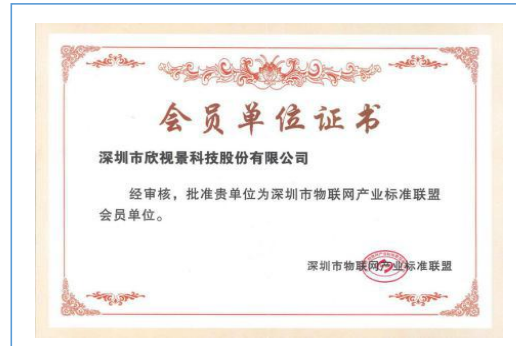 会员单位证书
深圳市欣视景科技股份有限公司
经审核，批准贵单位为深圳市物联网产业标准联盟
会员单位。
深圳市物联网产业标准联盟